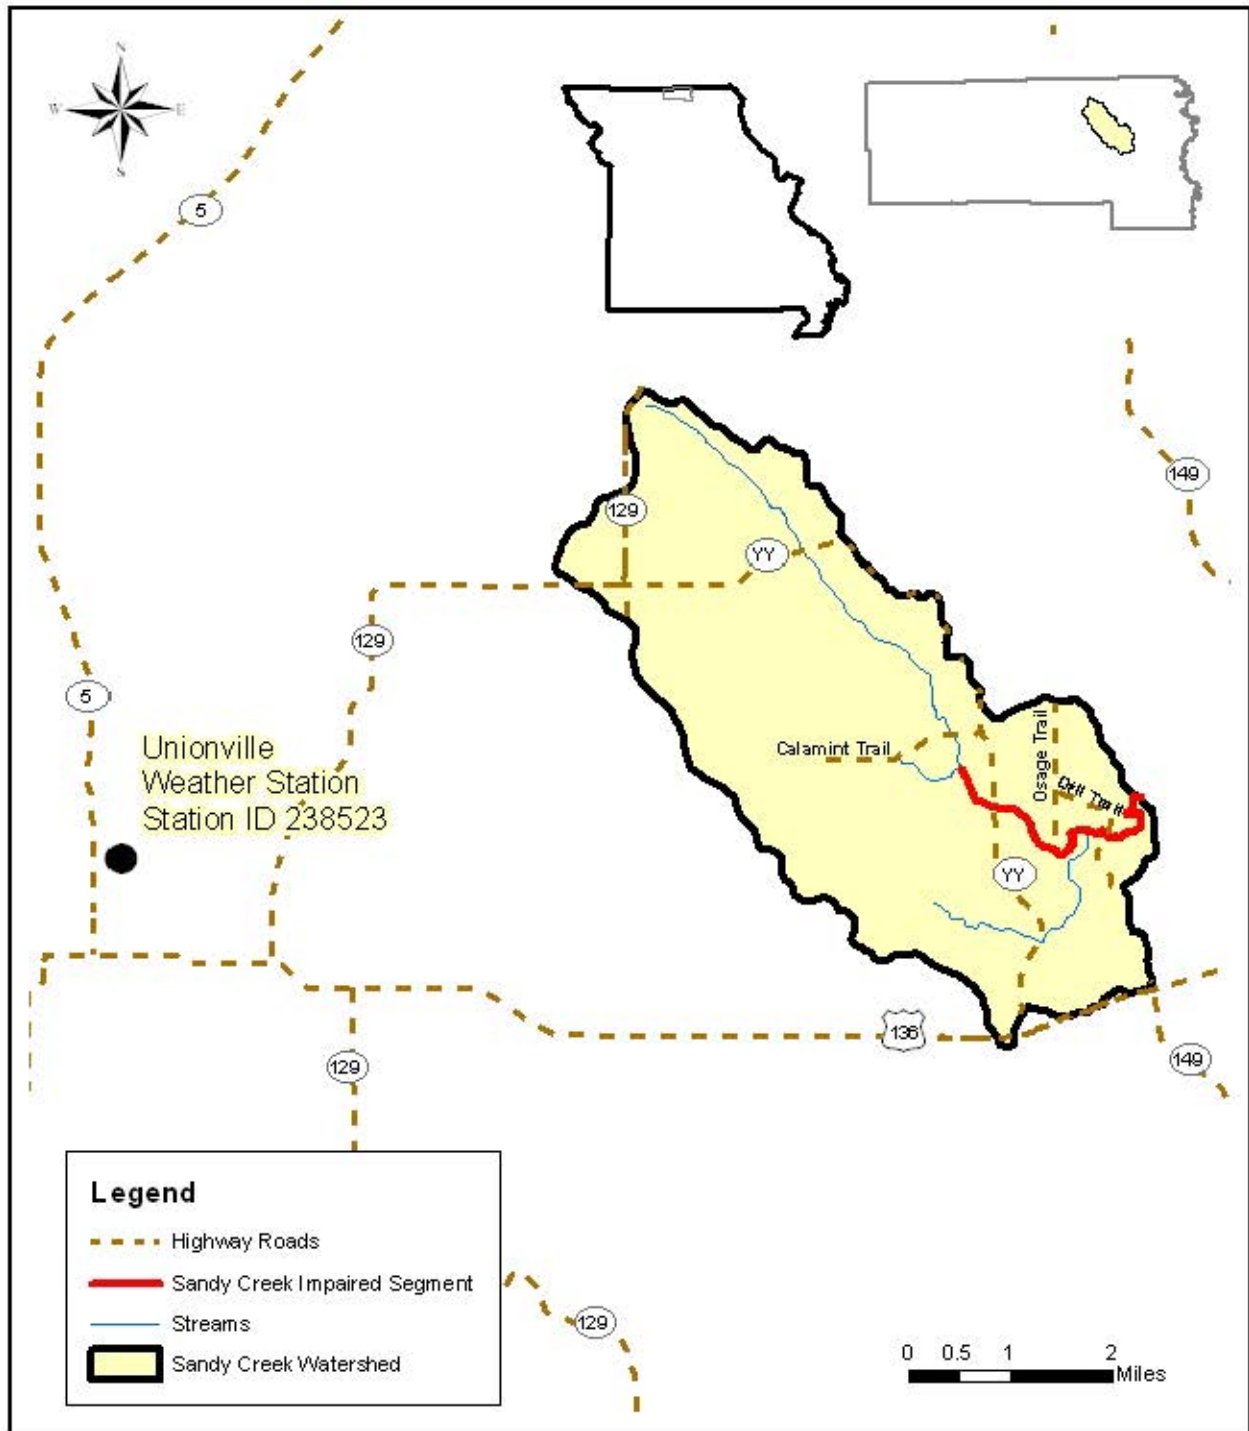 N
W
E
S
5
149
129
YY
129
5
Unionville
Weather Station
Station ID 238523
Calamint Trail
Osage Trail
Dill Trail
YY
136
149
129
Legend
Highway Roads
Sandy Creek Impaired Segment
Streams
Sandy Creek Watershed
129
0 0.5 1 2
Miles